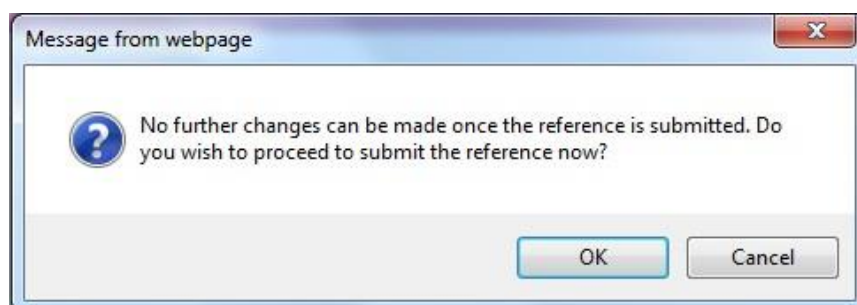 Message from webpage
No further changes can be made once the reference is submitted. Do
you wish to proceed to submit the reference now?
OK
Cancel